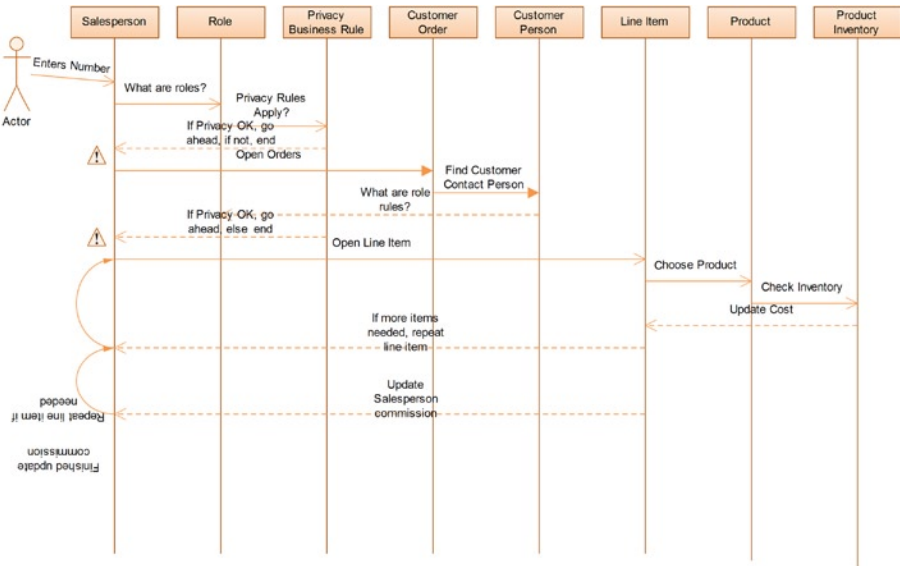 Salesperson
Role
Privacy
Business Rule
Customer
Order
Customer
Person
Line Item
Product
Product
Inventory
Enters Number
Actor
What are roles?
Privacy Rules
Apply?
If Privacy OK, go
ahead, if not, end
Open Orders
Find Customer
Contact Person
What are role
rules?
If Privacy OK, go
ahead, else end
Open Line Item
Choose Product
Check Inventory
Update Cost
If more items
needed, repeat
line item
Update
Salesperson
commission
Repeat line item if
needed
Finished update
commission